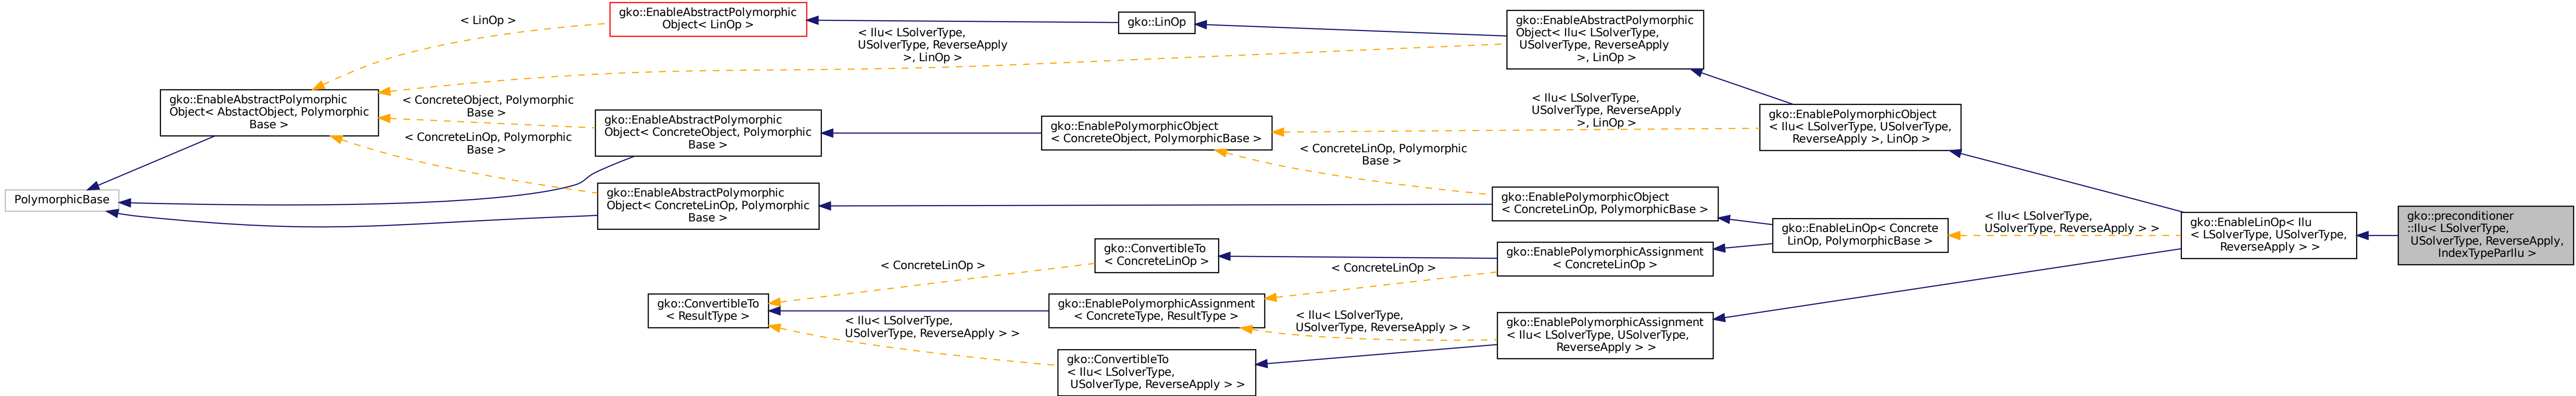 PolymorphicBase
gko::EnableAbstractPolymorphic
Object< AbstactObject, Polymorphic
Base >
< LinOp >
gko::EnableAbstractPolymorphic
Object< LinOp >
gko::LinOp
< Ilu< LSolverType,
USolverType, ReverseApply
>, LinOp >
gko::EnableAbstractPolymorphic
Object< Ilu< LSolverType,
USolverType, ReverseApply
>, LinOp >
< ConcreteObject, Polymorphic
Base >
gko::EnableAbstractPolymorphic
Object< ConcreteObject, Polymorphic
Base >
< ConcreteLinOp, Polymorphic
Base >
gko::EnableAbstractPolymorphic
Object< ConcreteLinOp, Polymorphic
Base >
gko::EnablePolymorphicObject
< ConcreteObject, PolymorphicBase >
< Ilu< LSolverType,
USolverType, ReverseApply
>, LinOp >
gko::EnablePolymorphicObject
< Ilu< LSolverType, USolverType,
ReverseApply >, LinOp >
< ConcreteLinOp, Polymorphic
Base >
gko::EnablePolymorphicObject
< ConcreteLinOp, PolymorphicBase >
gko::EnableLinOp< Concrete
LinOp, PolymorphicBase >
< Ilu< LSolverType,
USolverType, ReverseApply > >
gko::EnableLinOp< Ilu
< LSolverType, USolverType,
ReverseApply > >
gko::preconditioner
::Ilu< LSolverType,
USolverType, ReverseApply,
IndexTypeParIlu >
gko::ConvertibleTo
< ResultType >
< ConcreteLinOp >
gko::ConvertibleTo
< ConcreteLinOp >
gko::EnablePolymorphicAssignment
< ConcreteType, ResultType >
< ConcreteLinOp >
gko::EnablePolymorphicAssignment
< ConcreteLinOp >
< Ilu< LSolverType,
USolverType, ReverseApply > >
gko::ConvertibleTo
< Ilu< LSolverType,
USolverType, ReverseApply > >
< Ilu< LSolverType,
USolverType, ReverseApply > >
gko::EnablePolymorphicAssignment
< Ilu< LSolverType, USolverType,
ReverseApply > >